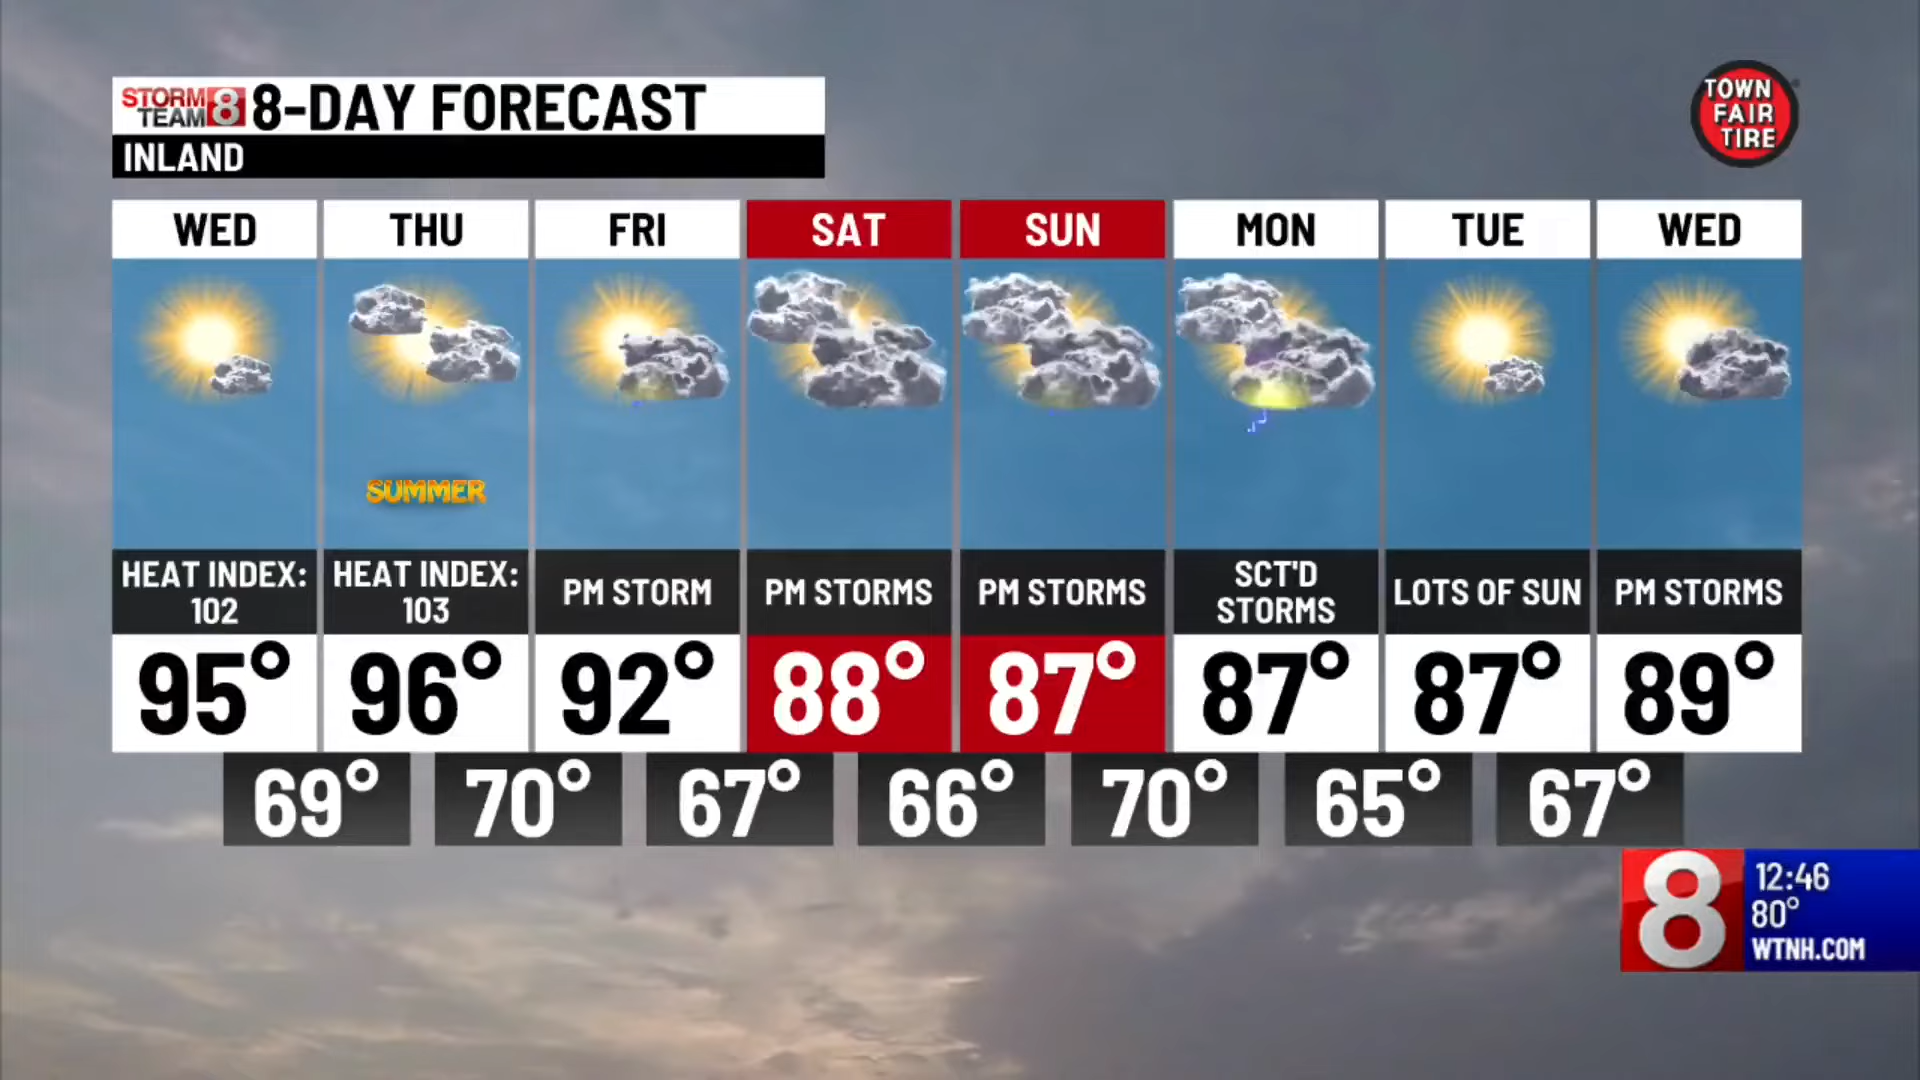 STORM
TEAM 8
8-DAY FORECAST
INLAND
TOWN
FAIR
TIRE
WED THU FRI SAT SUN MON TUE WED
SUMMER
HEAT INDEX:
102
HEAT INDEX:
103
PM STORM
PM STORMS
PM STORMS
SCT'D
STORMS
LOTS OF SUN
PM STORMS
95° 96° 92° 88° 87° 87° 87° 89°
69° 70° 67° 66° 70° 65° 67°
8
12:46
80°
WTNH.COM